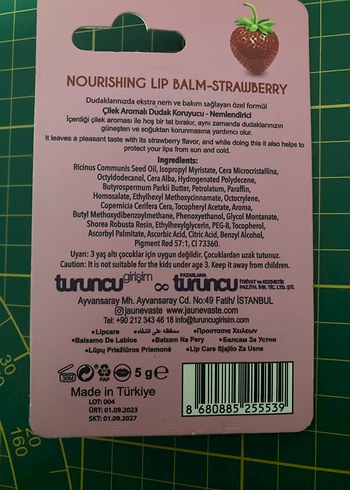 NOURISHING LIP BALM-STRAWBERRY
Dudaklarınızda ekstra nem ve bakım sağlayan özel formül
Çilek Aromalı Dudak Koruyucu - Nemlendirici
İçerdiği çilek aroması ile hoş bir tat bırakır, aynı zamanda dudaklarınızın
güneşten ve soğuktan korunmasına yardımcı olur.
It leaves a pleasant taste with its strawberry flavor, and while doing this it also helps to
protect your lips from sun and cold.
Ingredients:
Ricinus Communis Seed Oil, Isopropyl Myristate, Cera Microcristallina,
Octyldodecanol, Cera Alba, Hydrogenated Polydecene,
Butyrospermum Parkii Butter, Petrolatum, Paraffin,
Homosalate, Ethylhexyl Methoxycinnamate, Octocrylene,
Copernicia Cerifera Cera, Tocopheryl Acetate, Aroma,
Butyl Methoxydibenzoylmethane, Phenoxyethanol, Glycol Montanate,
Shorea Robusta Resin, Ethylhexylglycerin, PEG-8, Tocopherol,
Ascorbyl Palmitate, Ascorbic Acid, Citric Acid, Benzyl Alcohol,
Pigment Red 57:1, CI 73360.
Uyarı: 3 yaş altı çocuklar için uygun değildir. Çocuklardan uzak tutunuz.
Caution: It is not suitable for the kids under age 3. Keep it away from children.
turuncu girişim
turuncu PAZARLAMA
Ayvansaray Mh. Ayvansaray Cd. No:49 Fatih/ İSTANBUL
jaunevaste www.jaunevaste.com
Tel: +90 212 343 46 18 info@turuncugirisim.com
•Lipcare •Προστασια Χειλεων
•Balsamo De Labios •Balzam Na Pery •Балсам За Устни
•Lūpų Priežiūros Priemonė •Lip Care Sjajilo Za Usne
PAP
5 g e
Made in Türkiye
LOT: 004
ÜRT: 01.09.2023
SKT: 01.09.2027
8 680885 255539
160
150
160